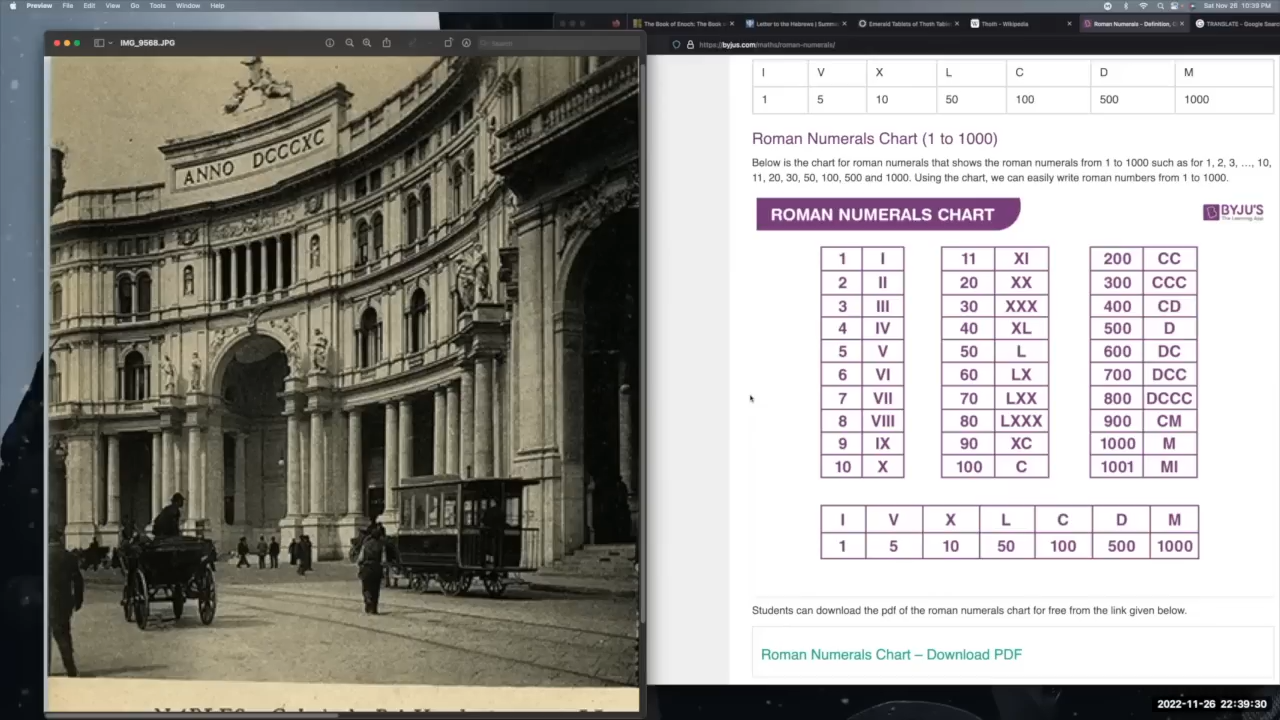 Preview File Edit View Go Tools Window Help
Sat Nov 26 10:39 PM
IMG_9568.JPG
Search
ANNO DCCCXC
The Book of Enoch: The Book
Letter to the Hebrews | Summa
Emerald Tablets of Thoth Table
Thoth - Wikipedia
Roman Numerals - Definition, C
TRANSLATE - Google Searc
https://byjus.com/maths/roman-numerals/
I V X L C D M
1 5 10 50 100 500 1000
Roman Numerals Chart (1 to 1000)
Below is the chart for roman numerals that shows the roman numerals from 1 to 1000 such as for 1, 2, 3, …, 10,
11, 20, 30, 50, 100, 500 and 1000. Using the chart, we can easily write roman numbers from 1 to 1000.
ROMAN NUMERALS CHART
BYJU'S
The Learning App
1 I 11 XI 200 CC
2 II 20 XX 300 CCC
3 III 30 XXX 400 CD
4 IV 40 XL 500 D
5 V 50 L 600 DC
6 VI 60 LX 700 DCC
7 VII 70 LXX 800 DCCC
8 VIII 80 LXXX 900 CM
9 IX 90 XC 1000 M
10 X 100 C 1001 MI
I V X L C D M
1 5 10 50 100 500 1000
Students can download the pdf of the roman numerals chart for free from the link given below.
Roman Numerals Chart – Download PDF
2022-11-26 22:39:30